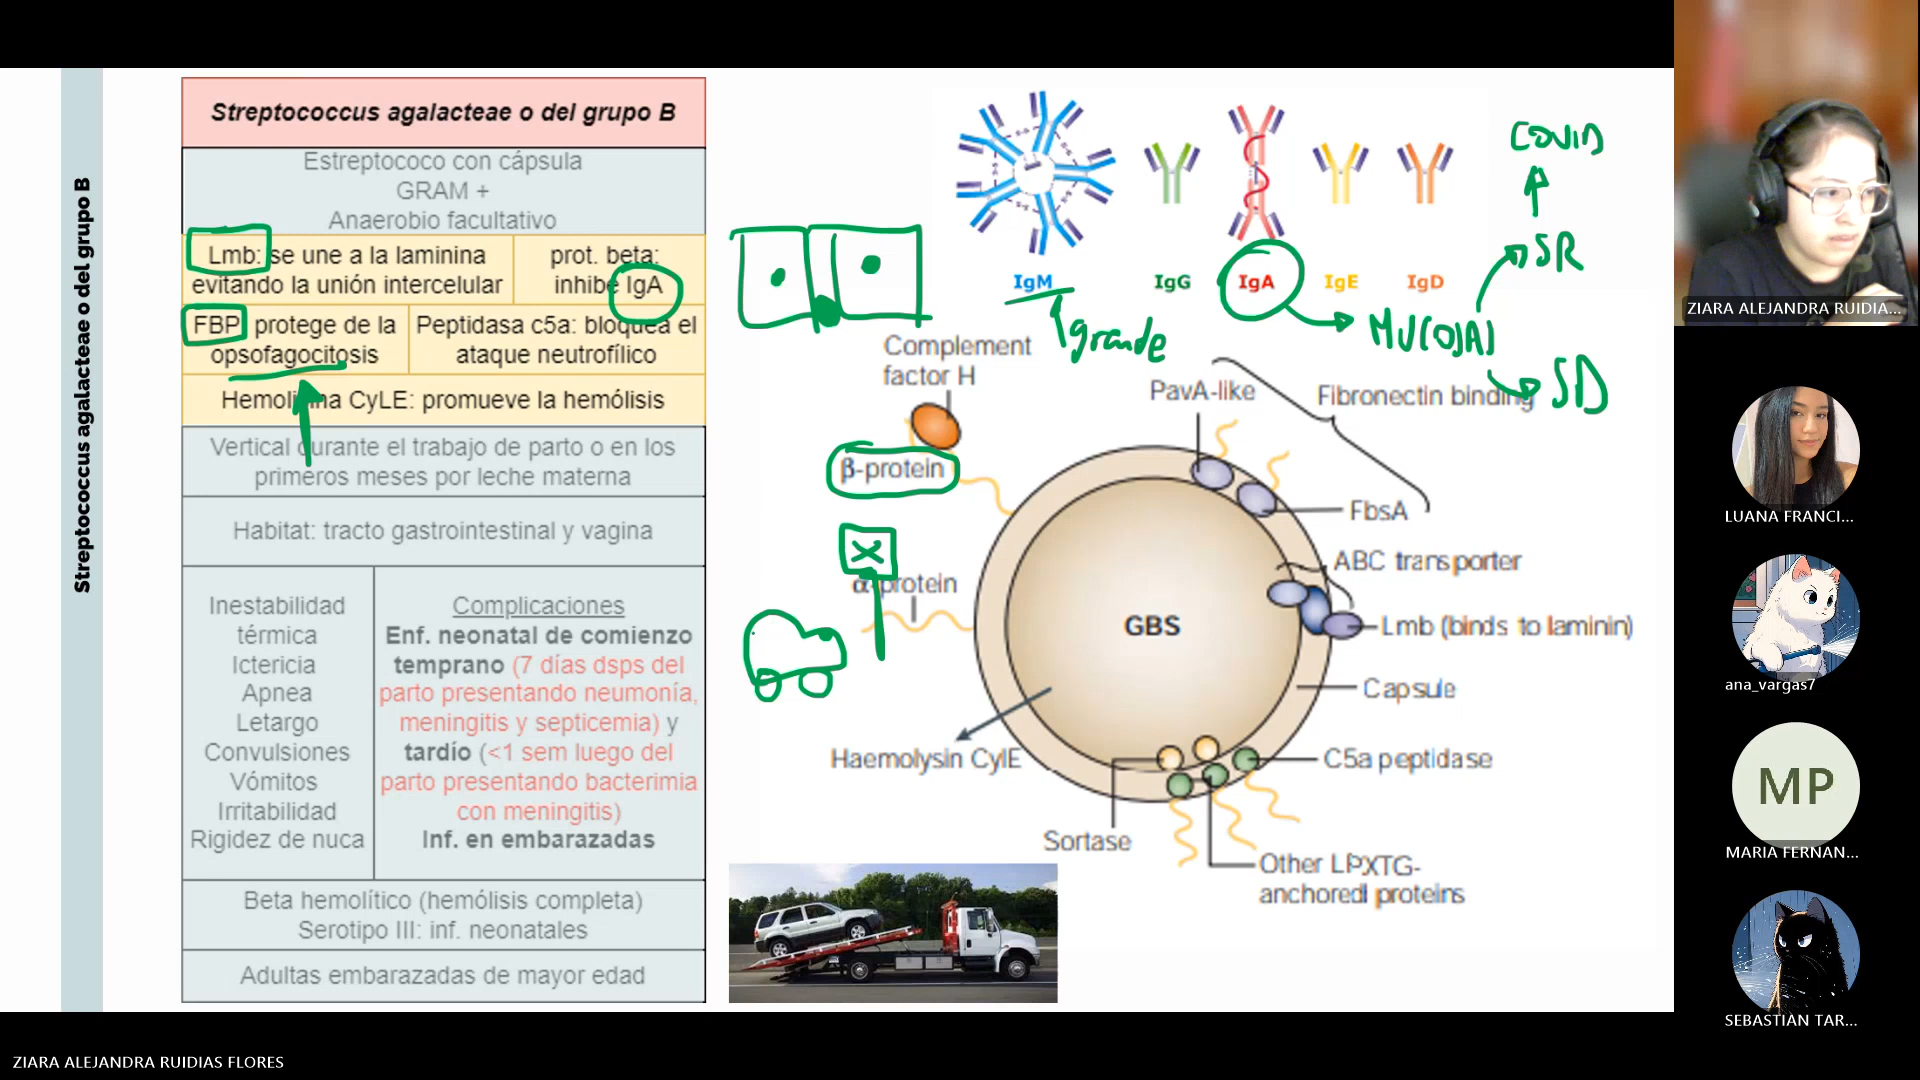 Streptococcus agalacteae o del grupo B
Streptococcus agalacteae o del grupo B
Estreptococo con cápsula
GRAM +
Anaerobio facultativo
Lmb: se une a la laminina
evitando la unión intercelular
prot. beta:
inhibe IgA
FBP protege de la
opsofagocitosis
Peptidasa c5a: bloquea el
ataque neutrofílico
Hemolisina CyLE: promueve la hemólisis
Vertical durante el trabajo de parto o en los
primeros meses por leche materna
Habitat: tracto gastrointestinal y vagina
Inestabilidad
térmica
Ictericia
Apnea
Letargo
Convulsiones
Vómitos
Irritabilidad
Rigidez de nuca
Complicaciones
Enf. neonatal de comienzo
temprano (7 días dsps del
parto presentando neumonía,
meningitis y septicemia) y
tardío (<1 sem luego del
parto presentando bacterimia
con meningitis)
Inf. en embarazadas
Beta hemolítico (hemólisis completa)
Serotipo III: inf. neonatales
Adultas embarazadas de mayor edad
IgM
IgG
IgA
IgE
IgD
grande
MUCOSAS
SR
COVID
SD
Complement
factor H
β-protein
α-protein
PavA-like
Fibronectin binding
FbsA
ABC transporter
Lmb (binds to laminin)
GBS
Capsule
Haemolysin CylE
C5a peptidase
Sortase
Other LPXTG-
anchored proteins
ZIARA ALEJANDRA RUIDIA...
LUANA FRANCI...
ana_vargas7
MP
MARIA FERNAN...
SEBASTIAN TAR...
ZIARA ALEJANDRA RUIDIAS FLORES